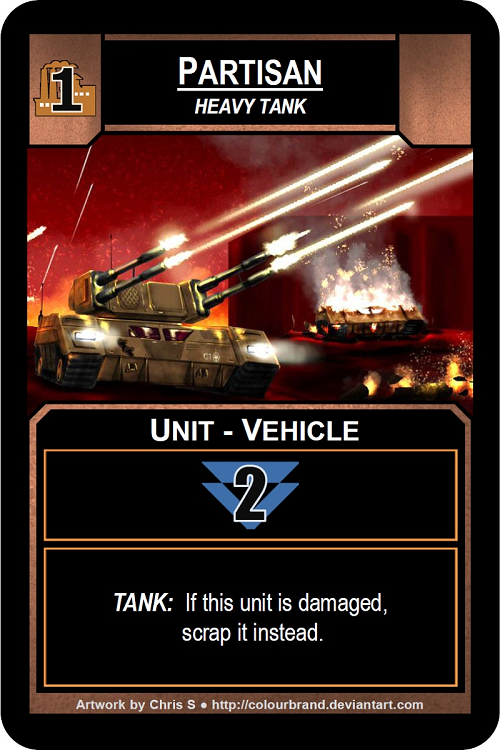 1
PARTISAN
HEAVY TANK
UNIT - VEHICLE
2
TANK: If this unit is damaged,
scrap it instead.
Artwork by Chris S ● http://colourbrand.deviantart.com